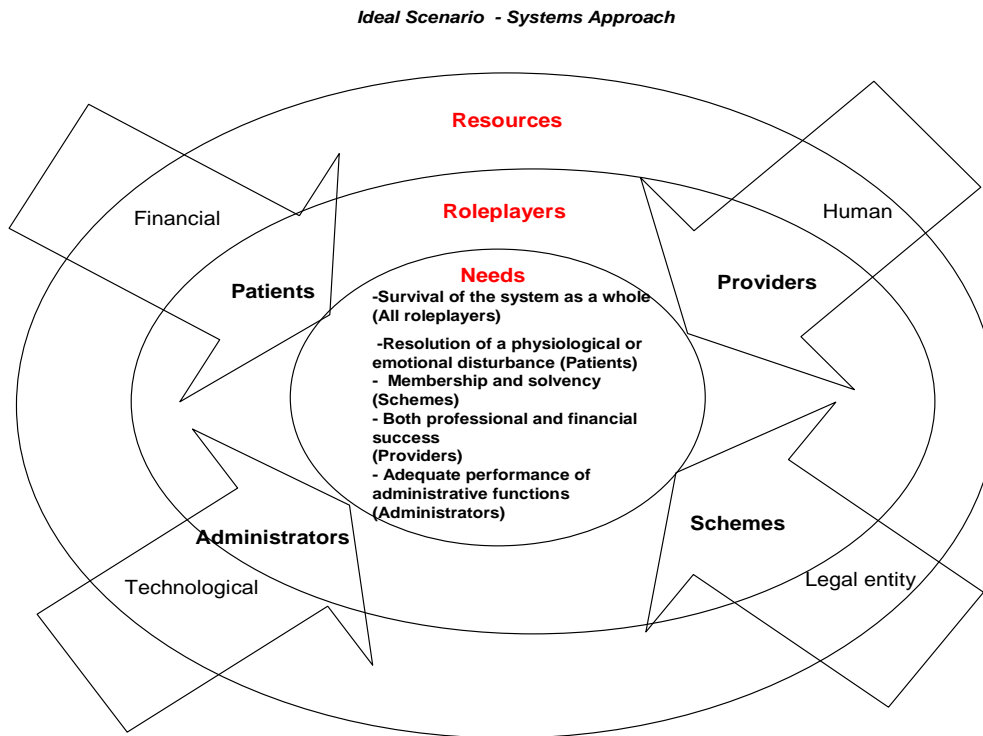 Ideal Scenario - Systems Approach
Resources
Financial
Human
Roleplayers
Patients
Providers
Needs
-Survival of the system as a whole
(All roleplayers)
-Resolution of a physiological or
emotional disturbance (Patients)
- Membership and solvency
(Schemes)
- Both professional and financial
success
(Providers)
- Adequate performance of
administrative functions
(Administrators)
Administrators
Schemes
Technological
Legal entity